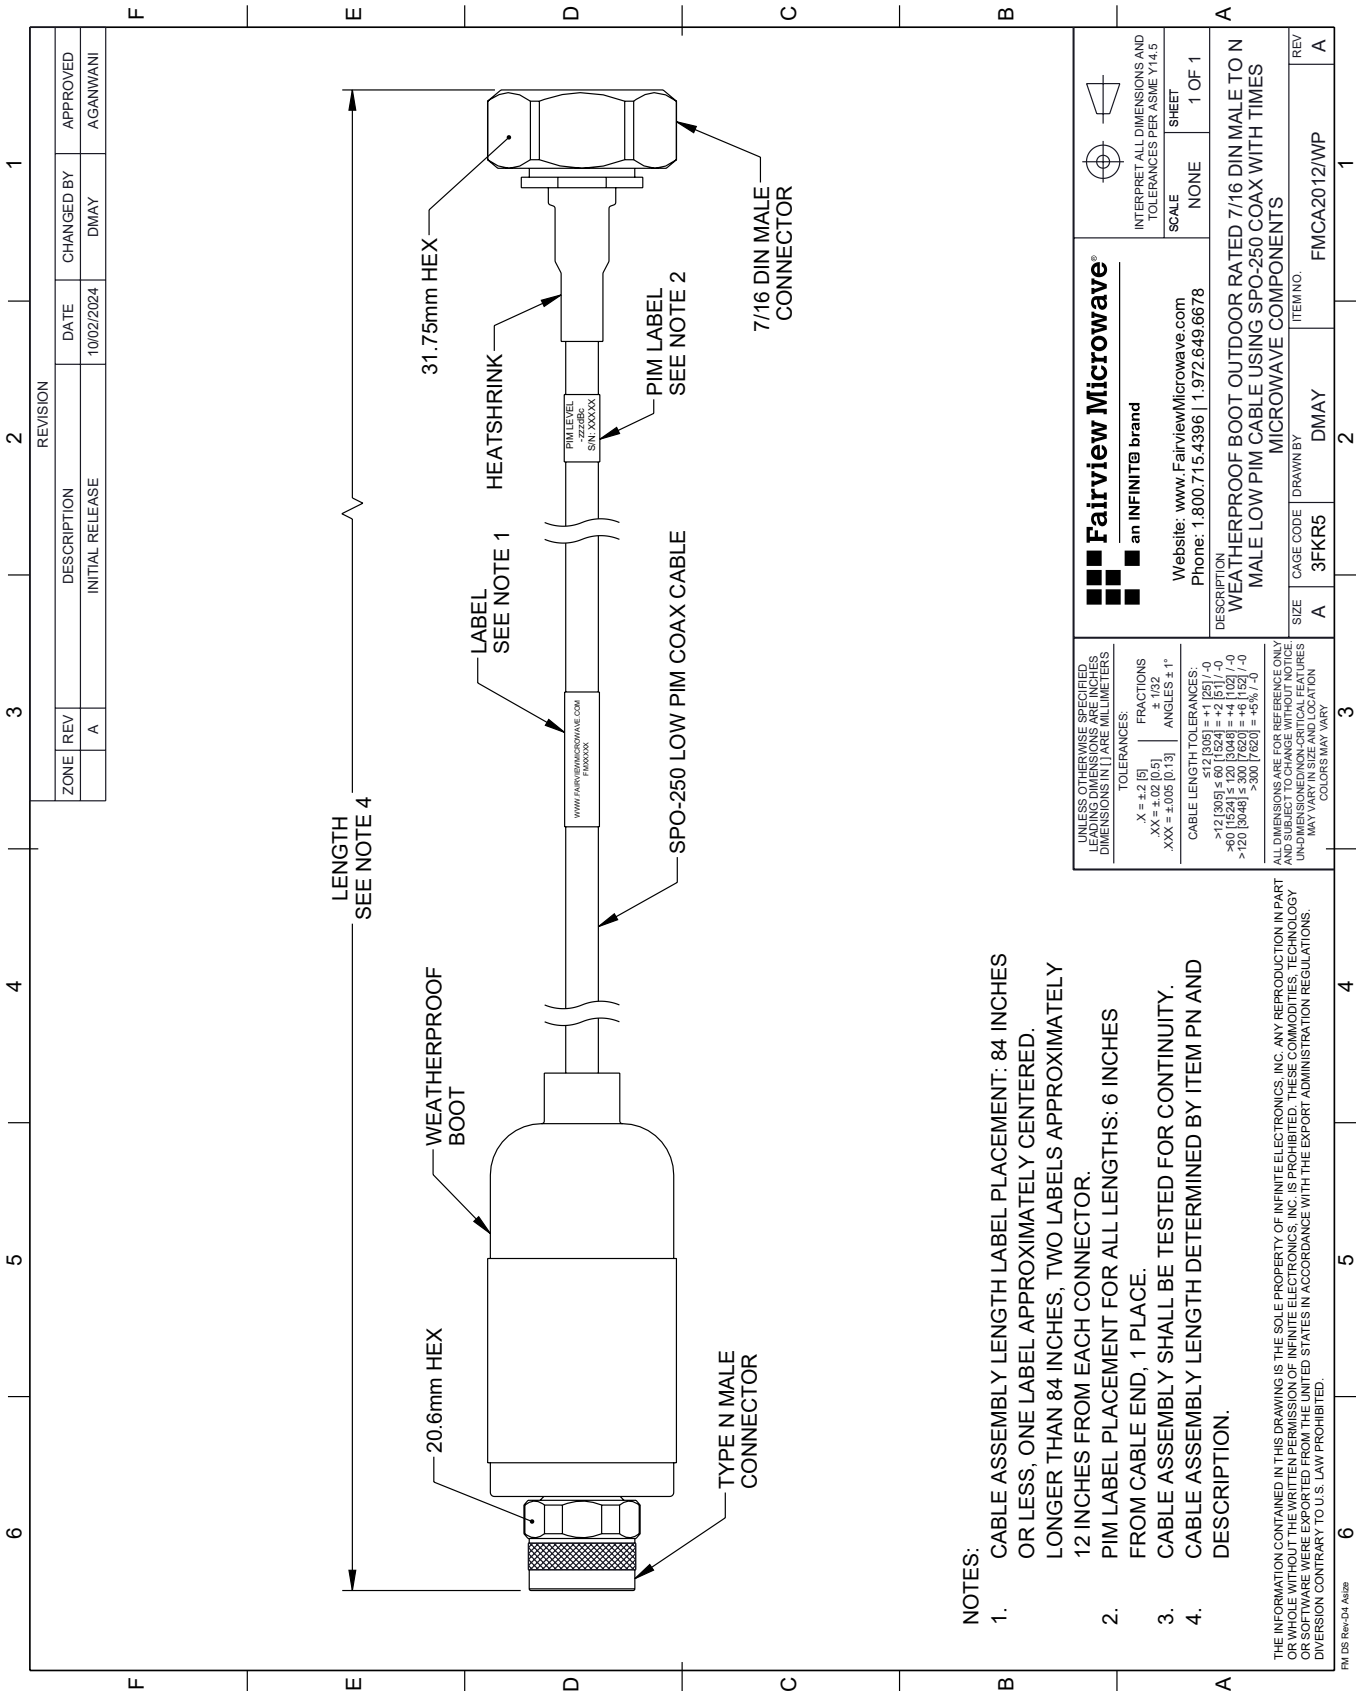 REVISION
ZONE REV DESCRIPTION DATE CHANGED BY APPROVED
A INITIAL RELEASE 10/02/2024 DMAY AGANWANI
6 5 4 3 2 1
F
E
D
C
B
A
LENGTH
SEE NOTE 4
20.6mm HEX
WEATHERPROOF
BOOT
LABEL
SEE NOTE 1
HEATSHRINK
31.75mm HEX
WWW.FAIRVIEWMICROWAVE.COM
FMXXXX
PIM LEVEL
-zzzdBc
S/N: XXXXX
TYPE N MALE
CONNECTOR
SPO-250 LOW PIM COAX CABLE
PIM LABEL
SEE NOTE 2
7/16 DIN MALE
CONNECTOR
NOTES:
1. CABLE ASSEMBLY LENGTH LABEL PLACEMENT: 84 INCHES
OR LESS, ONE LABEL APPROXIMATELY CENTERED.
LONGER THAN 84 INCHES, TWO LABELS APPROXIMATELY
12 INCHES FROM EACH CONNECTOR.
2. PIM LABEL PLACEMENT FOR ALL LENGTHS: 6 INCHES
FROM CABLE END, 1 PLACE.
3. CABLE ASSEMBLY SHALL BE TESTED FOR CONTINUITY.
4. CABLE ASSEMBLY LENGTH DETERMINED BY ITEM PN AND
DESCRIPTION.
THE INFORMATION CONTAINED IN THIS DRAWING IS THE SOLE PROPERTY OF INFINITE ELECTRONICS, INC. ANY REPRODUCTION IN PART
OR WHOLE WITHOUT THE WRITTEN PERMISSION OF INFINITE ELECTRONICS, INC. IS PROHIBITED. THESE COMMODITIES, TECHNOLOGY
OR SOFTWARE WERE EXPORTED FROM THE UNITED STATES IN ACCORDANCE WITH THE EXPORT ADMINISTRATION REGULATIONS.
DIVERSION CONTRARY TO U.S. LAW PROHIBITED.
UNLESS OTHERWISE SPECIFIED
LEADING DIMENSIONS ARE INCHES
DIMENSIONS IN [ ] ARE MILLIMETERS
TOLERANCES:
.X = ±.2 [5] FRACTIONS
.XX = ±.02 [0.5] ± 1/32
.XXX = ±.005 [0.13] ANGLES ± 1°
CABLE LENGTH TOLERANCES:
≤12 [305] = +1 [25] / -0
>12 [305] ≤ 60 [1524] = +2 [51] / -0
>60 [1524] ≤ 120 [3048] = +4 [102] / -0
>120 [3048] ≤ 300 [7620] = +6 [152] / -0
>300 [7620] = +5% / -0
ALL DIMENSIONS ARE FOR REFERENCE ONLY
AND SUBJECT TO CHANGE WITHOUT NOTICE.
UN-DIMENSIONED/NON-CRITICAL FEATURES
MAY VARY IN SIZE AND LOCATION
COLORS MAY VARY
Fairview Microwave®
an INFINIT® brand
Website: www.FairviewMicrowave.com
Phone: 1.800.715.4396 | 1.972.649.6678
INTERPRET ALL DIMENSIONS AND
TOLERANCES PER ASME Y14.5
SCALE SHEET
NONE 1 OF 1
DESCRIPTION
WEATHERPROOF BOOT OUTDOOR RATED 7/16 DIN MALE TO N
MALE LOW PIM CABLE USING SPO-250 COAX WITH TIMES
MICROWAVE COMPONENTS
SIZE CAGE CODE DRAWN BY ITEM NO. REV
A 3FKR5 DMAY FMCA2012/WP A
6 5 4 3 2 1
F
E
D
C
B
A
FM DS Rev-D4 Asize